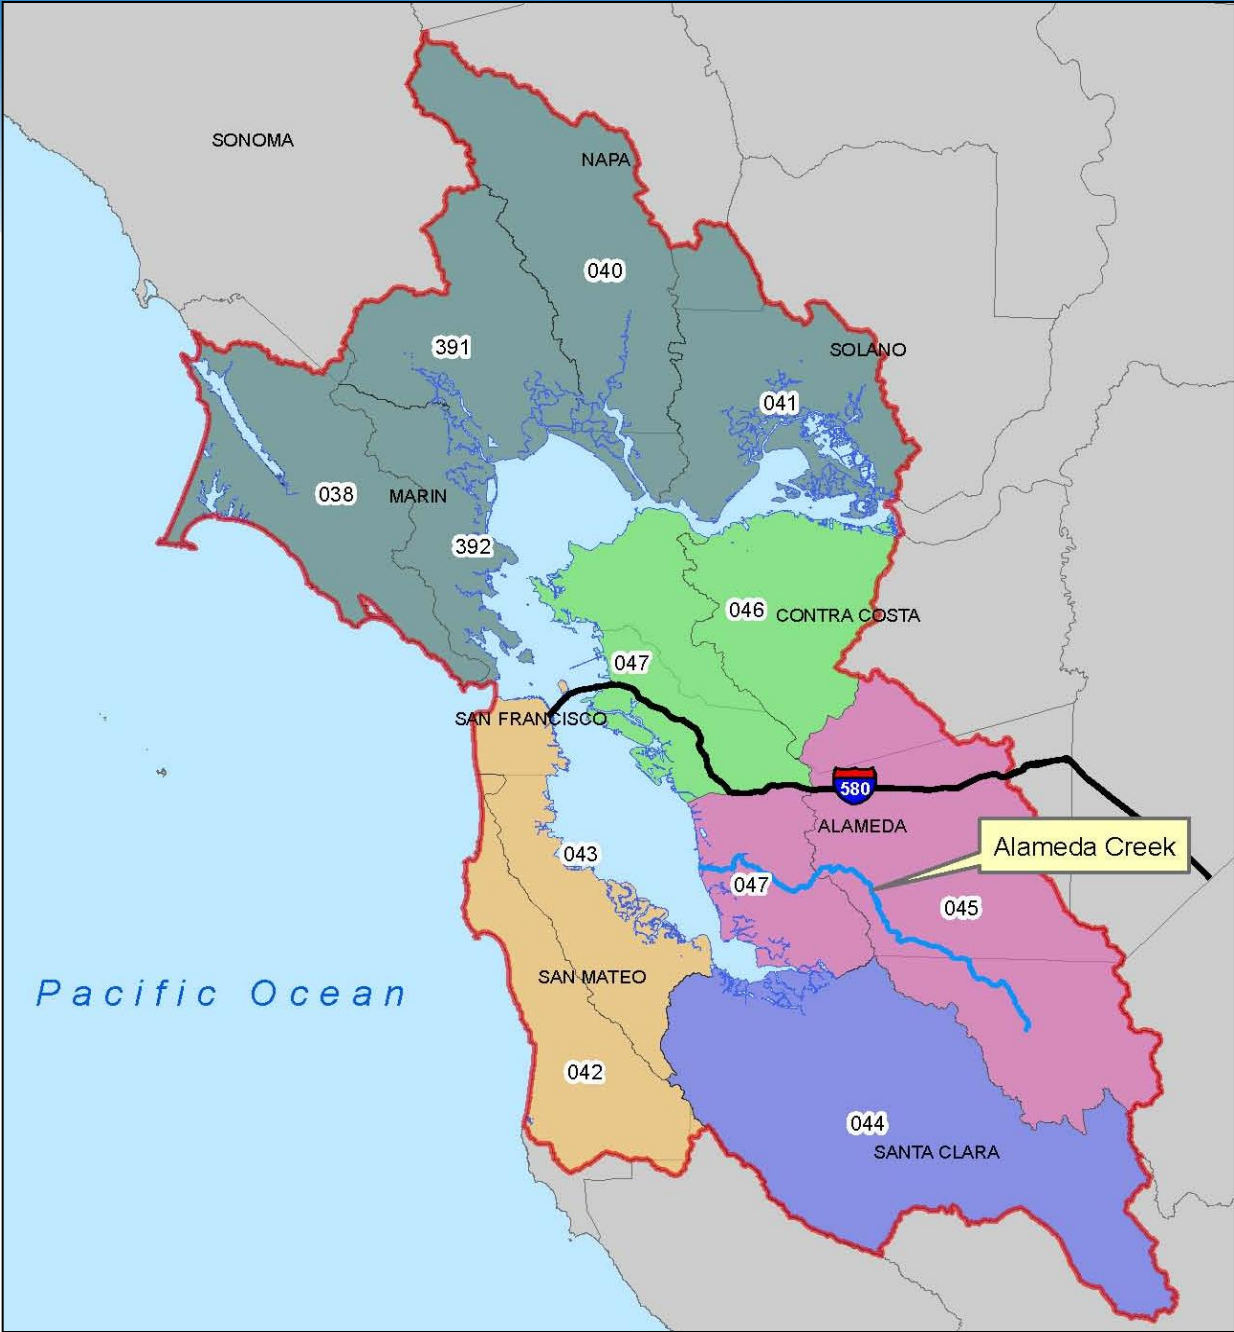 SONOMA
NAPA
040
391
SOLANO
041
038
MARIN
392
046
CONTRA COSTA
047
SAN FRANCISCO
580
ALAMEDA
Alameda Creek
043
047
045
SAN MATEO
Pacific Ocean
042
044
SANTA CLARA